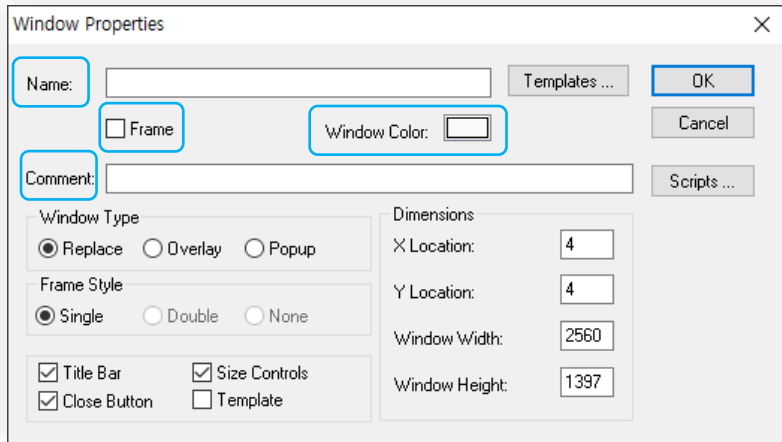 Window Properties
Name:
Templates ...
OK
Frame
Window Color:
Cancel
Comment:
Scripts ...
Window Type
Replace Overlay Popup
Frame Style
Single Double None
Title Bar Size Controls
Close Button Template
Dimensions
X Location: 4
Y Location: 4
Window Width: 2560
Window Height: 1397